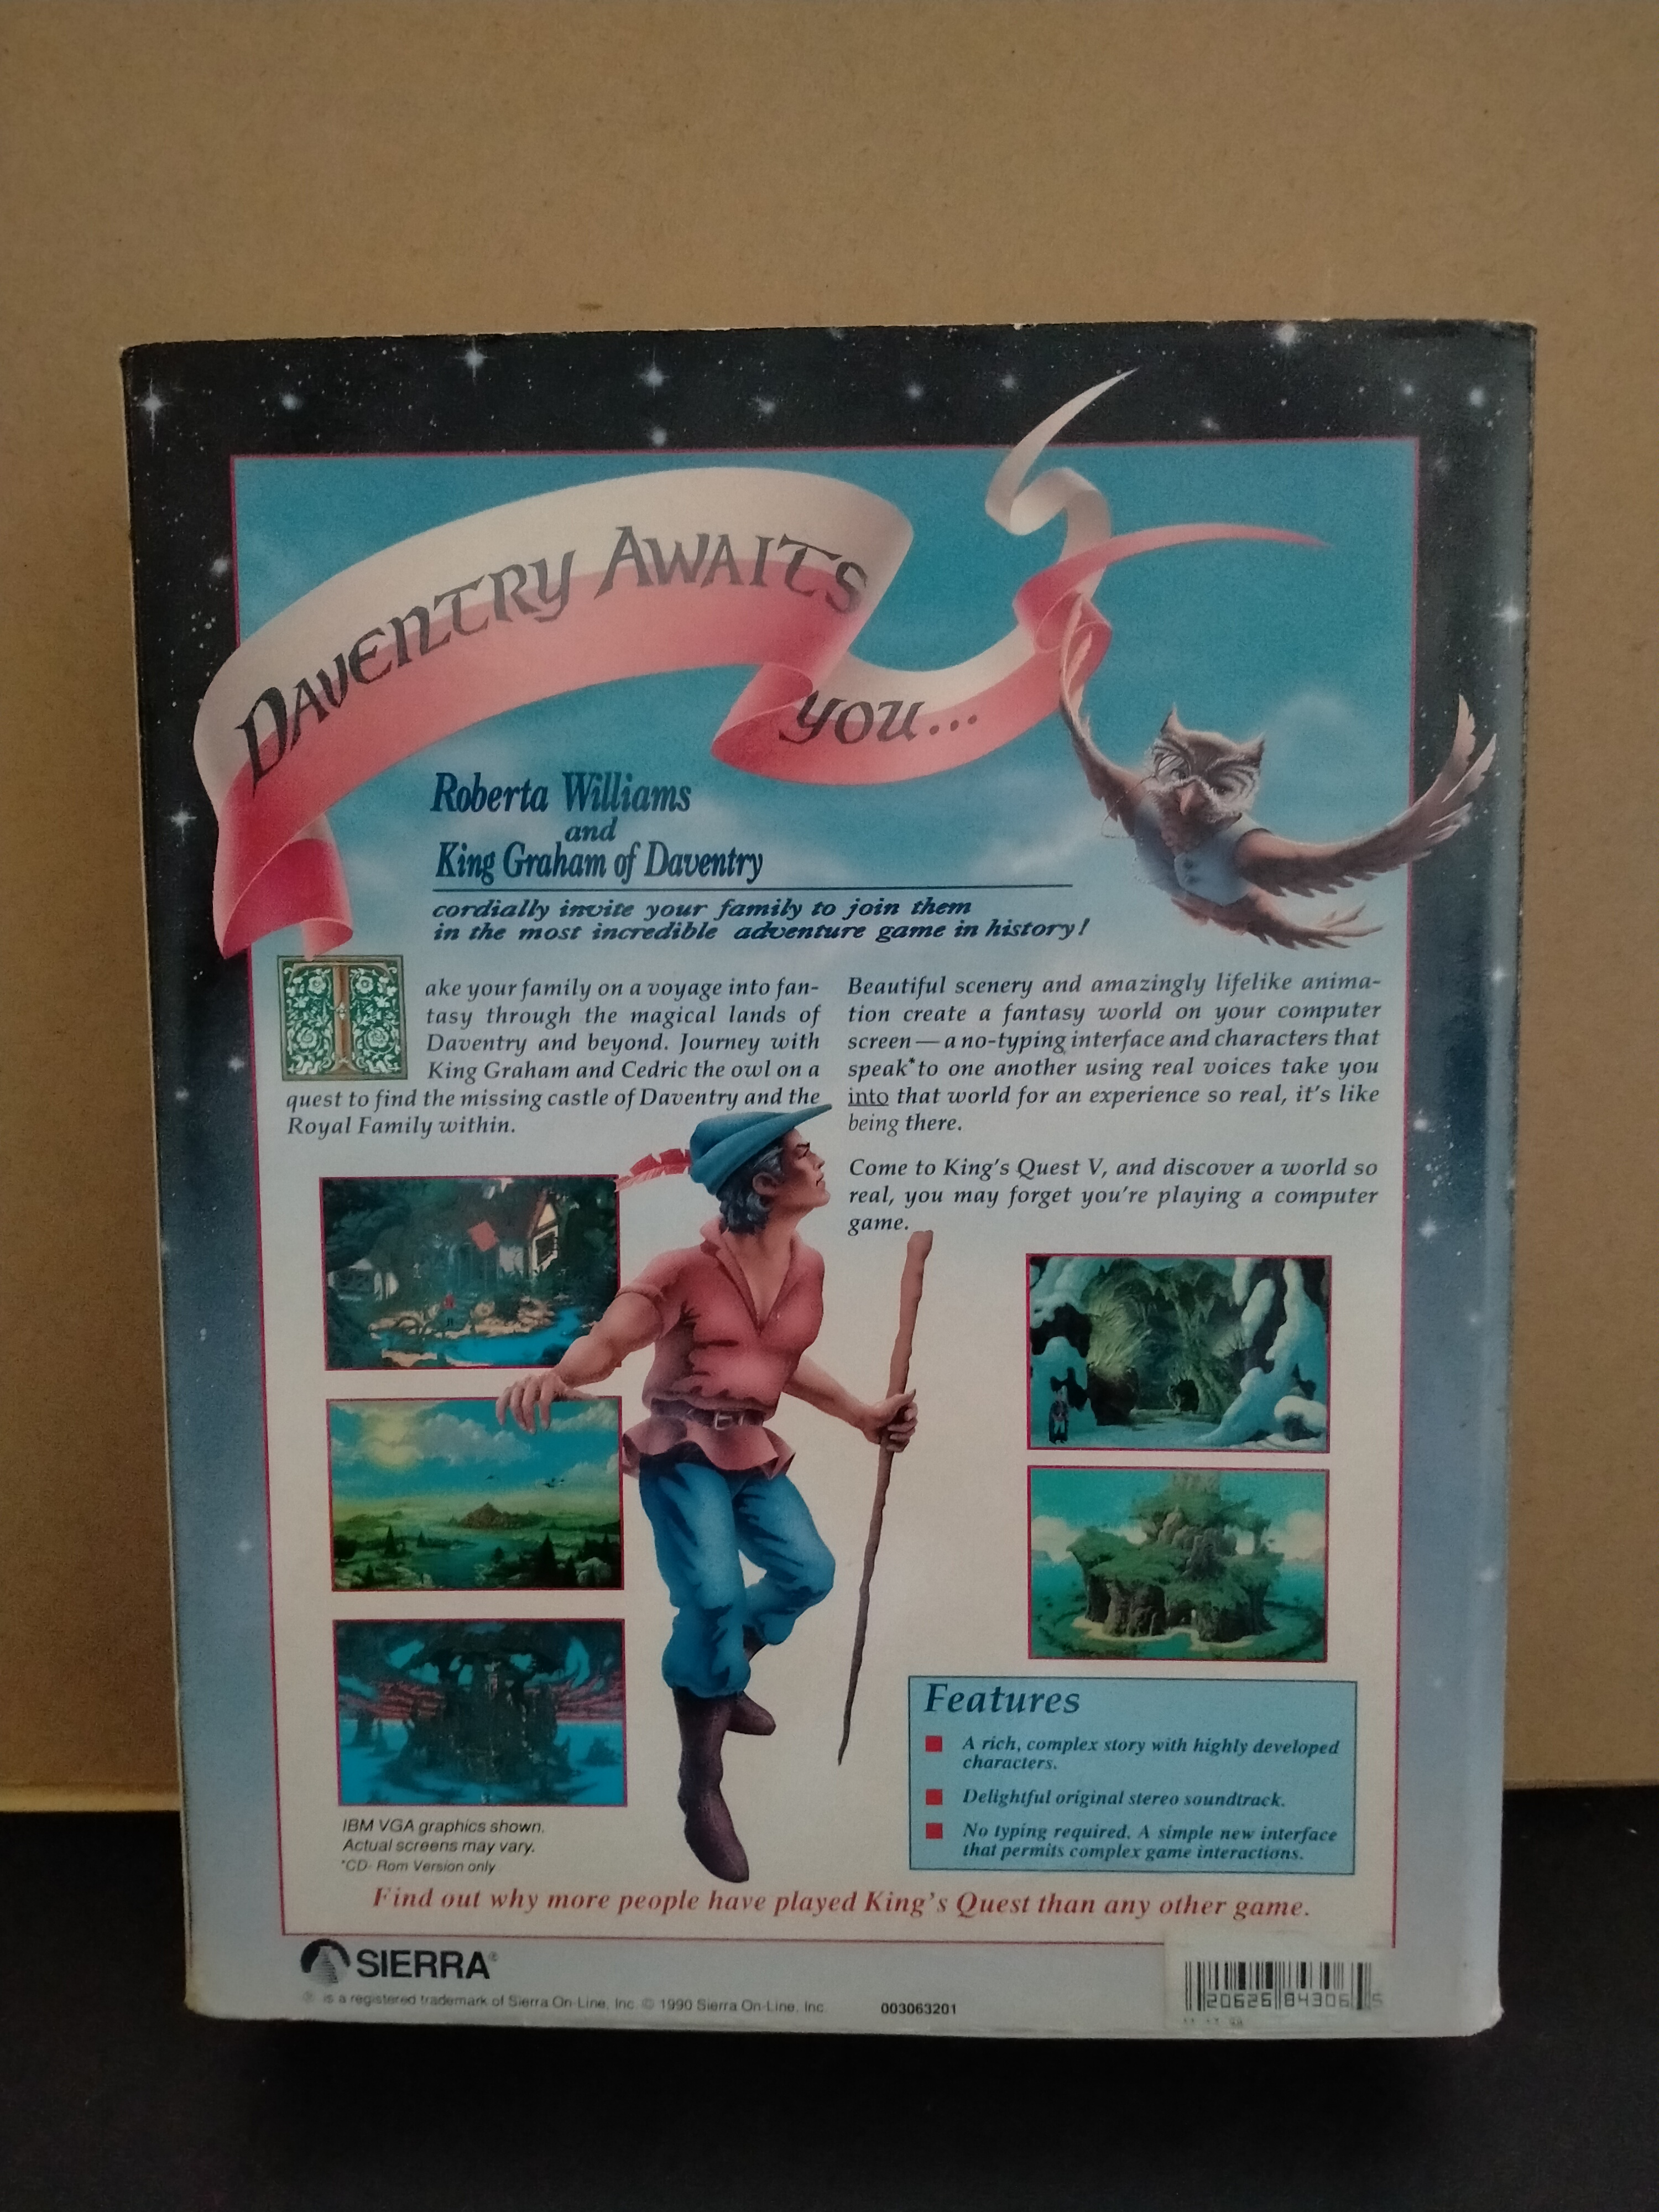 DAVENTRY AWAITS
YOU...
Roberta Williams
and
King Graham of Daventry
cordially invite your family to join them
in the most incredible adventure game in history!
Take your family on a voyage into fan-
tasy through the magical lands of
Daventry and beyond. Journey with
King Graham and Cedric the owl on a
quest to find the missing castle of Daventry and the
Royal Family within.
Beautiful scenery and amazingly lifelike anima-
tion create a fantasy world on your computer
screen — a no-typing interface and characters that
speak* to one another using real voices take you
into that world for an experience so real, it's like
being there.
Come to King's Quest V, and discover a world so
real, you may forget you're playing a computer
game.
IBM VGA graphics shown.
Actual screens may vary.
*CD- Rom Version only
Features
A rich, complex story with highly developed
characters.
Delightful original stereo soundtrack.
No typing required. A simple new interface
that permits complex game interactions.
Find out why more people have played King's Quest than any other game.
SIERRA®
® is a registered trademark of Sierra On-Line, Inc. © 1990 Sierra On-Line, Inc.
003063201
20626 84306 5